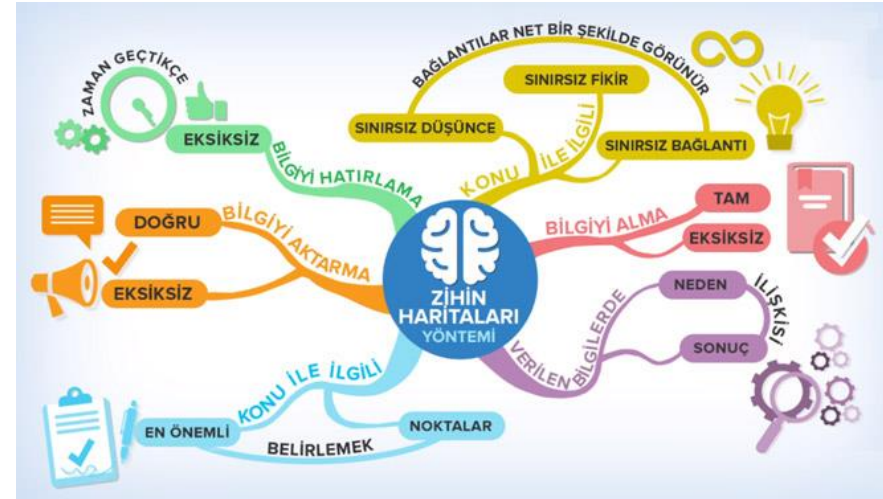 ZİHİN
HARİTALARI
YÖNTEMİ
KONU İLE İLGİLİ
SINIRSIZ DÜŞÜNCE
SINIRSIZ FİKİR
SINIRSIZ BAĞLANTI
BAĞLANTILAR NET BİR ŞEKİLDE GÖRÜNÜR
BİLGİYİ ALMA
TAM
EKSİKSİZ
VERİLEN BİLGİLERDE
NEDEN
SONUÇ
İLİŞKİSİ
KONU İLE İLGİLİ
EN ÖNEMLİ
NOKTALAR
BELİRLEMEK
BİLGİYİ AKTARMA
DOĞRU
EKSİKSİZ
BİLGİYİ HATIRLAMA
EKSİKSİZ
ZAMAN GEÇTİKÇE